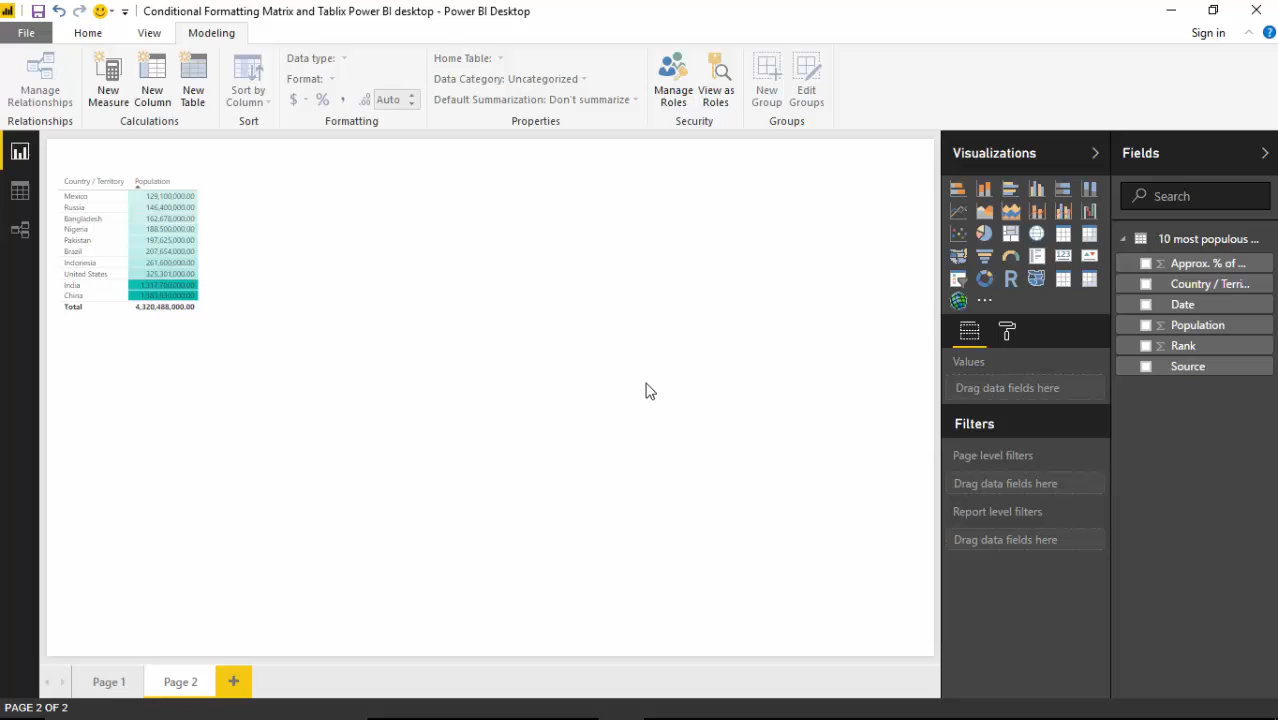 Conditional Formatting Matrix and Tablix Power BI desktop - Power BI Desktop
File Home View Modeling Sign in
Manage Relationships
New Measure
New Column
New Table
Sort by Column
Data type:
Format:
$ % , .00 Auto
Home Table:
Data Category: Uncategorized
Default Summarization: Don't summarize
Manage Roles
View as Roles
New Group
Edit Groups
Relationships Calculations Sort Formatting Properties Security Groups
Country / Territory Population
Mexico 129,100,000.00
Russia 146,400,000.00
Bangladesh 162,678,000.00
Nigeria 188,500,000.00
Pakistan 197,625,000.00
Brazil 207,654,000.00
Indonesia 261,600,000.00
United States 325,301,000.00
India 1,317,700,000.00
China
Total 4,320,488,000.00
Visualizations
R
123
Values
Drag data fields here
Filters
Page level filters
Drag data fields here
Report level filters
Drag data fields here
Fields
Search
10 most populous ...
Approx. % of ...
Country / Terri...
Date
Population
Rank
Source
Page 1 Page 2
PAGE 2 OF 2